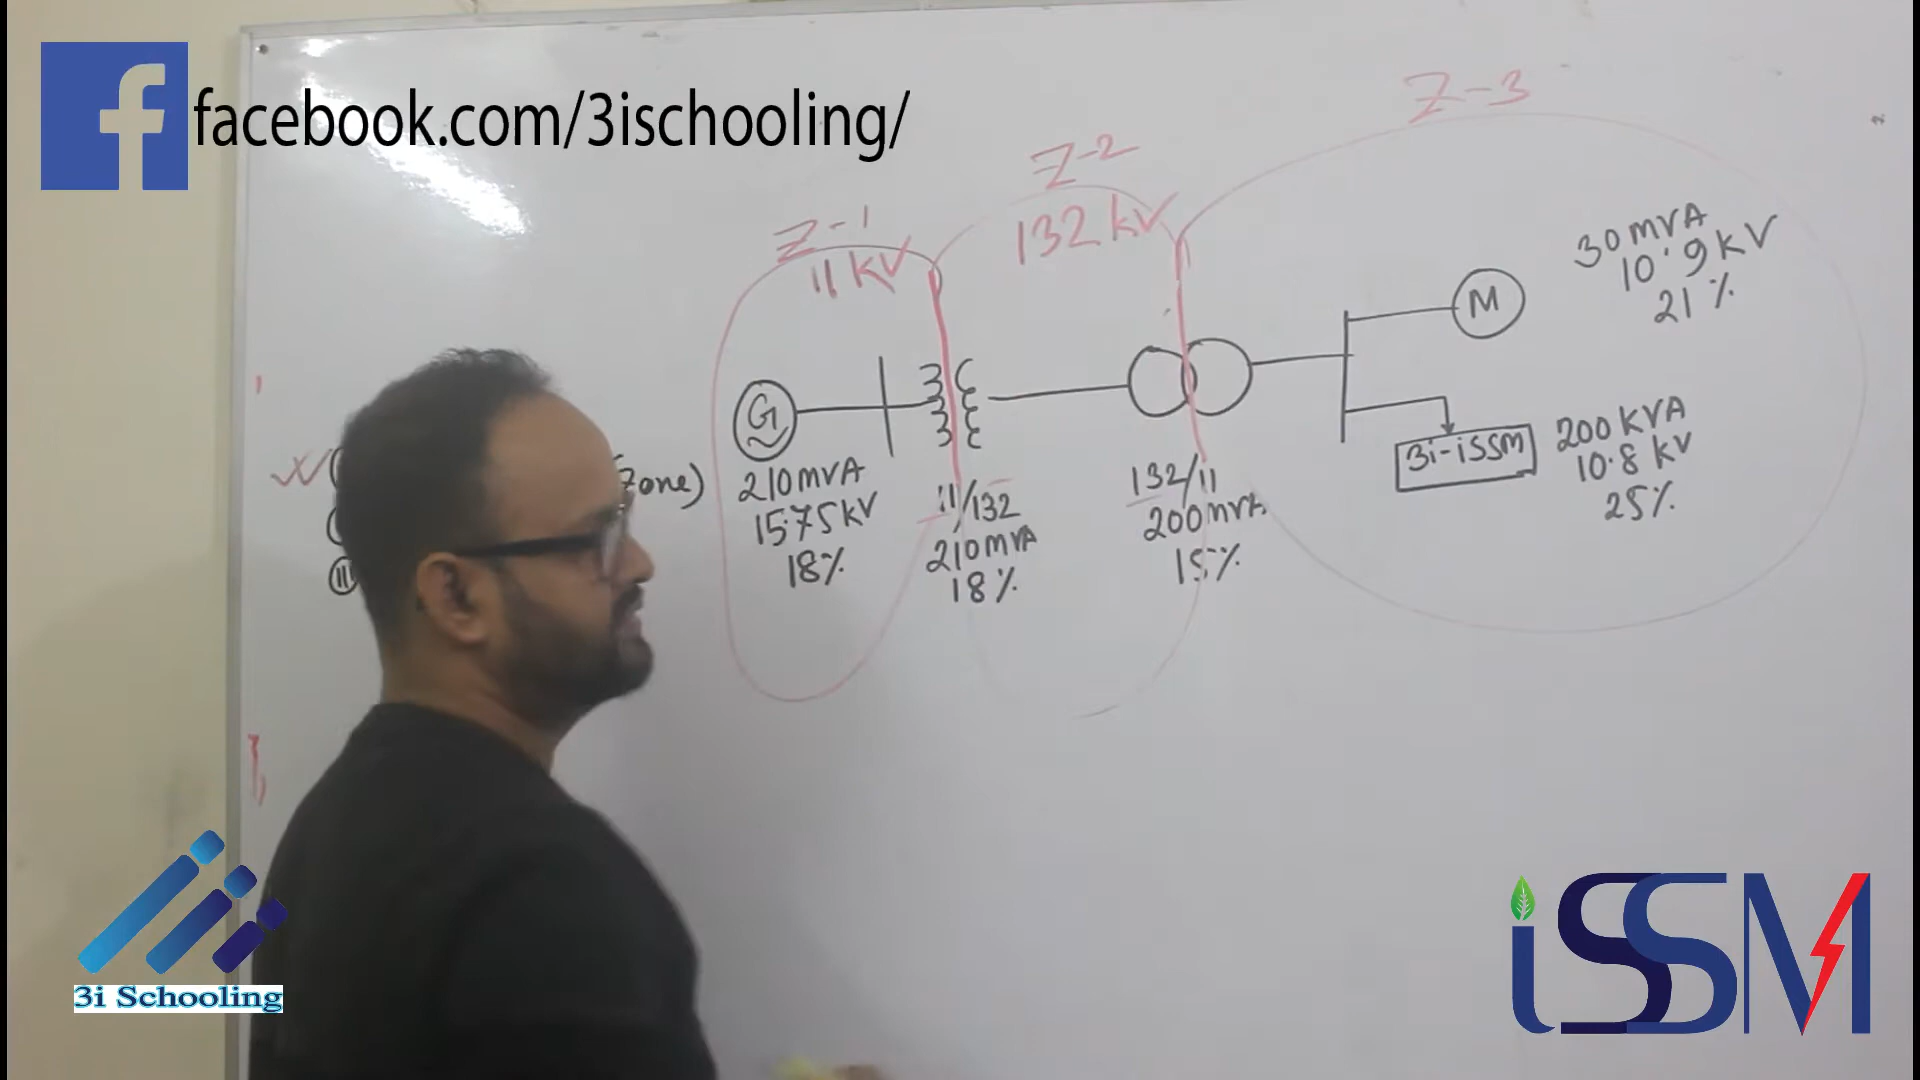 facebook.com/3ischooling/
Z-1
11 kV
Z-2
132 kV
Z-3
Zone)
G
210 MVA
15.75 kV
18%
11/132
210 MVA
18%
132/11
200 MVA
15%
M
30 MVA
10.9 kV
21%
3i-iSSM
200 KVA
10.8 kV
25%
3i Schooling
iSSM